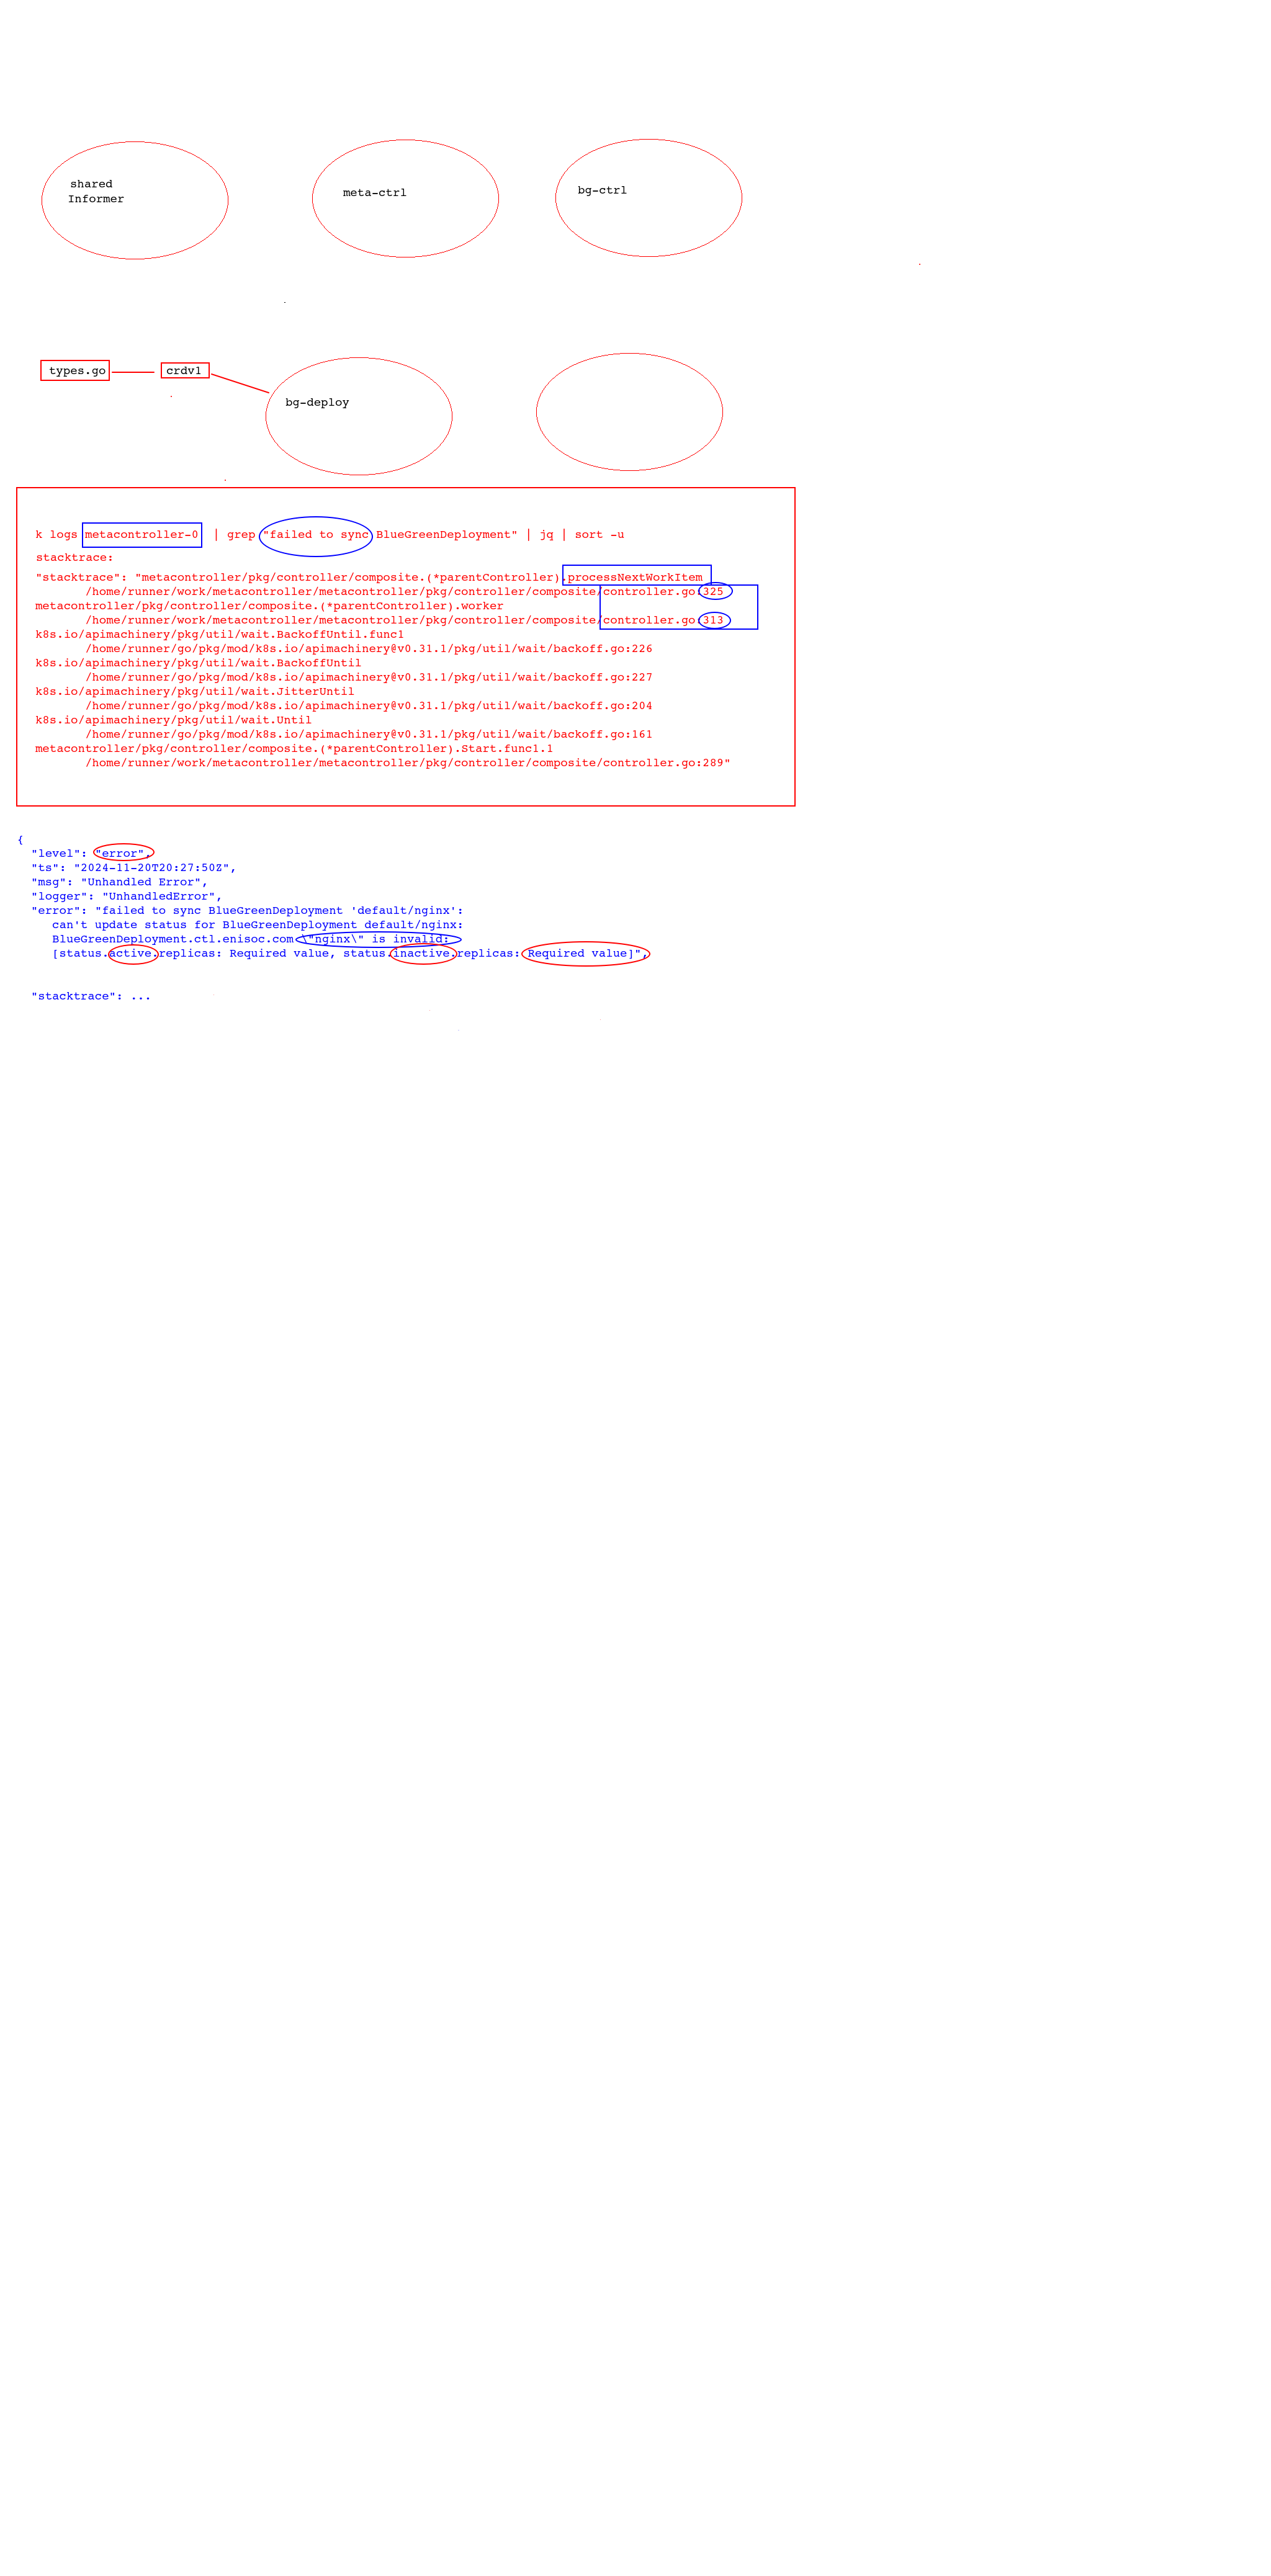 shared
Informer
meta-ctrl
bg-ctrl
types.go
crdv1
bg-deploy
k logs metacontroller-0 | grep "failed to sync BlueGreenDeployment" | jq | sort -u
stacktrace:
"stacktrace": "metacontroller/pkg/controller/composite.(*parentController).processNextWorkItem
/home/runner/work/metacontroller/metacontroller/pkg/controller/composite/controller.go:325
metacontroller/pkg/controller/composite.(*parentController).worker
/home/runner/work/metacontroller/metacontroller/pkg/controller/composite/controller.go:313
k8s.io/apimachinery/pkg/util/wait.BackoffUntil.func1
/home/runner/go/pkg/mod/k8s.io/apimachinery@v0.31.1/pkg/util/wait/backoff.go:226
k8s.io/apimachinery/pkg/util/wait.BackoffUntil
/home/runner/go/pkg/mod/k8s.io/apimachinery@v0.31.1/pkg/util/wait/backoff.go:227
k8s.io/apimachinery/pkg/util/wait.JitterUntil
/home/runner/go/pkg/mod/k8s.io/apimachinery@v0.31.1/pkg/util/wait/backoff.go:204
k8s.io/apimachinery/pkg/util/wait.Until
/home/runner/go/pkg/mod/k8s.io/apimachinery@v0.31.1/pkg/util/wait/backoff.go:161
metacontroller/pkg/controller/composite.(*parentController).Start.func1.1
/home/runner/work/metacontroller/metacontroller/pkg/controller/composite/controller.go:289"
{
"level": "error",
"ts": "2024-11-20T20:27:50Z",
"msg": "Unhandled Error",
"logger": "UnhandledError",
"error": "failed to sync BlueGreenDeployment 'default/nginx':
can't update status for BlueGreenDeployment default/nginx:
BlueGreenDeployment.ctl.enisoc.com \"nginx\" is invalid:
[status.active.replicas: Required value, status.inactive.replicas: Required value]",
"stacktrace": ...